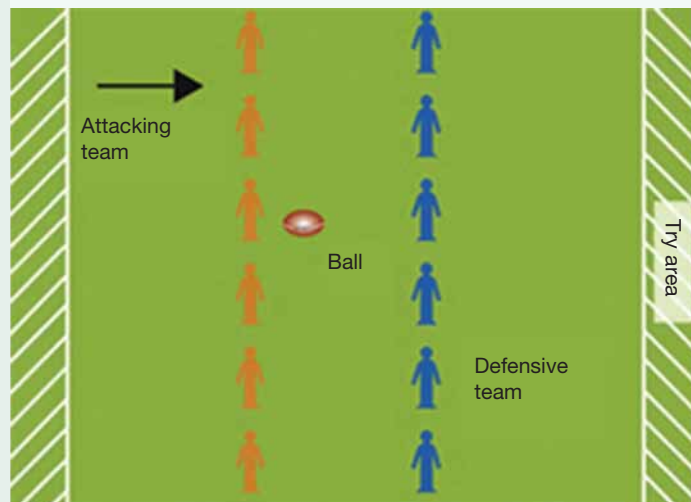 Attacking
team
Ball
Try area
Defensive
team